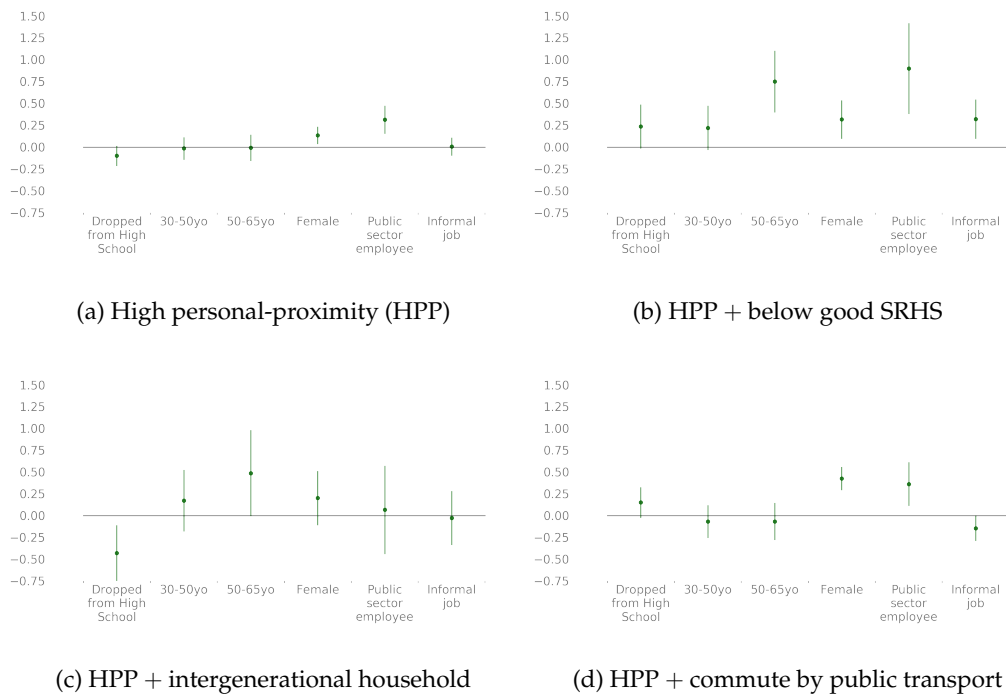 1.50
1.25
1.00
0.75
0.50
0.25
0.00
−0.25
−0.50
−0.75
Dropped from High School
30-50yo
50-65yo
Female
Public sector employee
Informal job
(a) High personal-proximity (HPP)
1.50
1.25
1.00
0.75
0.50
0.25
0.00
−0.25
−0.50
−0.75
Dropped from High School
30-50yo
50-65yo
Female
Public sector employee
Informal job
(b) HPP + below good SRHS
1.50
1.25
1.00
0.75
0.50
0.25
0.00
−0.25
−0.50
−0.75
Dropped from High School
30-50yo
50-65yo
Female
Public sector employee
Informal job
(c) HPP + intergenerational household
1.50
1.25
1.00
0.75
0.50
0.25
0.00
−0.25
−0.50
−0.75
Dropped from High School
30-50yo
50-65yo
Female
Public sector employee
Informal job
(d) HPP + commute by public transport